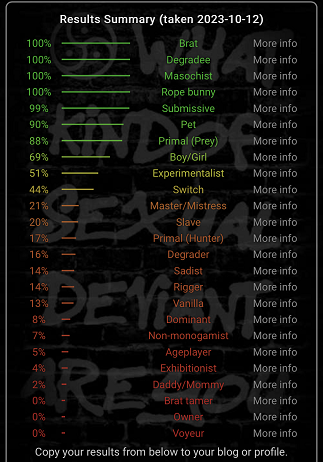 Results Summary (taken 2023-10-12)
100% Brat More info
100% Degradee More info
100% Masochist More info
100% Rope bunny More info
99% Submissive More info
90% Pet More info
88% Primal (Prey) More info
69% Boy/Girl More info
51% Experimentalist More info
44% Switch More info
21% Master/Mistress More info
20% Slave More info
17% Primal (Hunter) More info
16% Degrader More info
14% Sadist More info
14% Rigger More info
13% Vanilla More info
8% Dominant More info
7% Non-monogamist More info
5% Ageplayer More info
4% Exhibitionist More info
2% Daddy/Mommy More info
0% Brat tamer More info
0% Owner More info
0% Voyeur More info
Copy your results from below to your blog or profile.